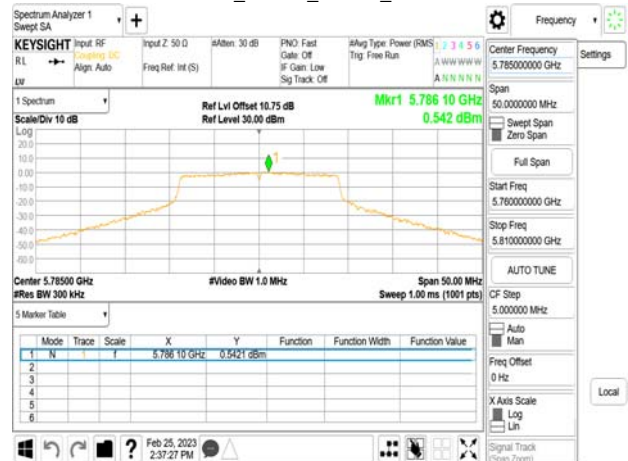 Spectrum Analyzer 1
Swept SA
+
Frequency
KEYSIGHT
RL
Input: RF
Coupling: DC
Align: Auto
Input Z: 50 Ω
Freq Ref: Int (S)
#Atten: 30 dB
PNO: Fast
Gate: Off
IF Gain: Low
Sig Track: Off
#Avg Type: Power (RMS
Trig: Free Run
1 2 3 4 5 6
A W W W W W
A N N N N N
1 Spectrum
Scale/Div 10 dB
Ref Lvl Offset 10.75 dB
Ref Level 30.00 dBm
Mkr1 5.786 10 GHz
0.542 dBm
Log
20.0
10.0
0.00
-10.0
-20.0
-30.0
-40.0
-50.0
-60.0
1
Center 5.78500 GHz
#Res BW 300 kHz
#Video BW 1.0 MHz
Span 50.00 MHz
Sweep 1.00 ms (1001 pts)
5 Marker Table
Mode Trace Scale X Y Function Function Width Function Value
1 N 1 f 5.786 10 GHz 0.5421 dBm
2
3
4
5
6
Feb 25, 2023
2:37:27 PM
?
Center Frequency
5.785000000 GHz
Span
50.0000000 MHz
Swept Span
Zero Span
Full Span
Start Freq
5.760000000 GHz
Stop Freq
5.810000000 GHz
AUTO TUNE
CF Step
5.000000 MHz
Auto
Man
Freq Offset
0 Hz
X Axis Scale
Log
Lin
Signal Track
(Span Zoom)
Settings
Local